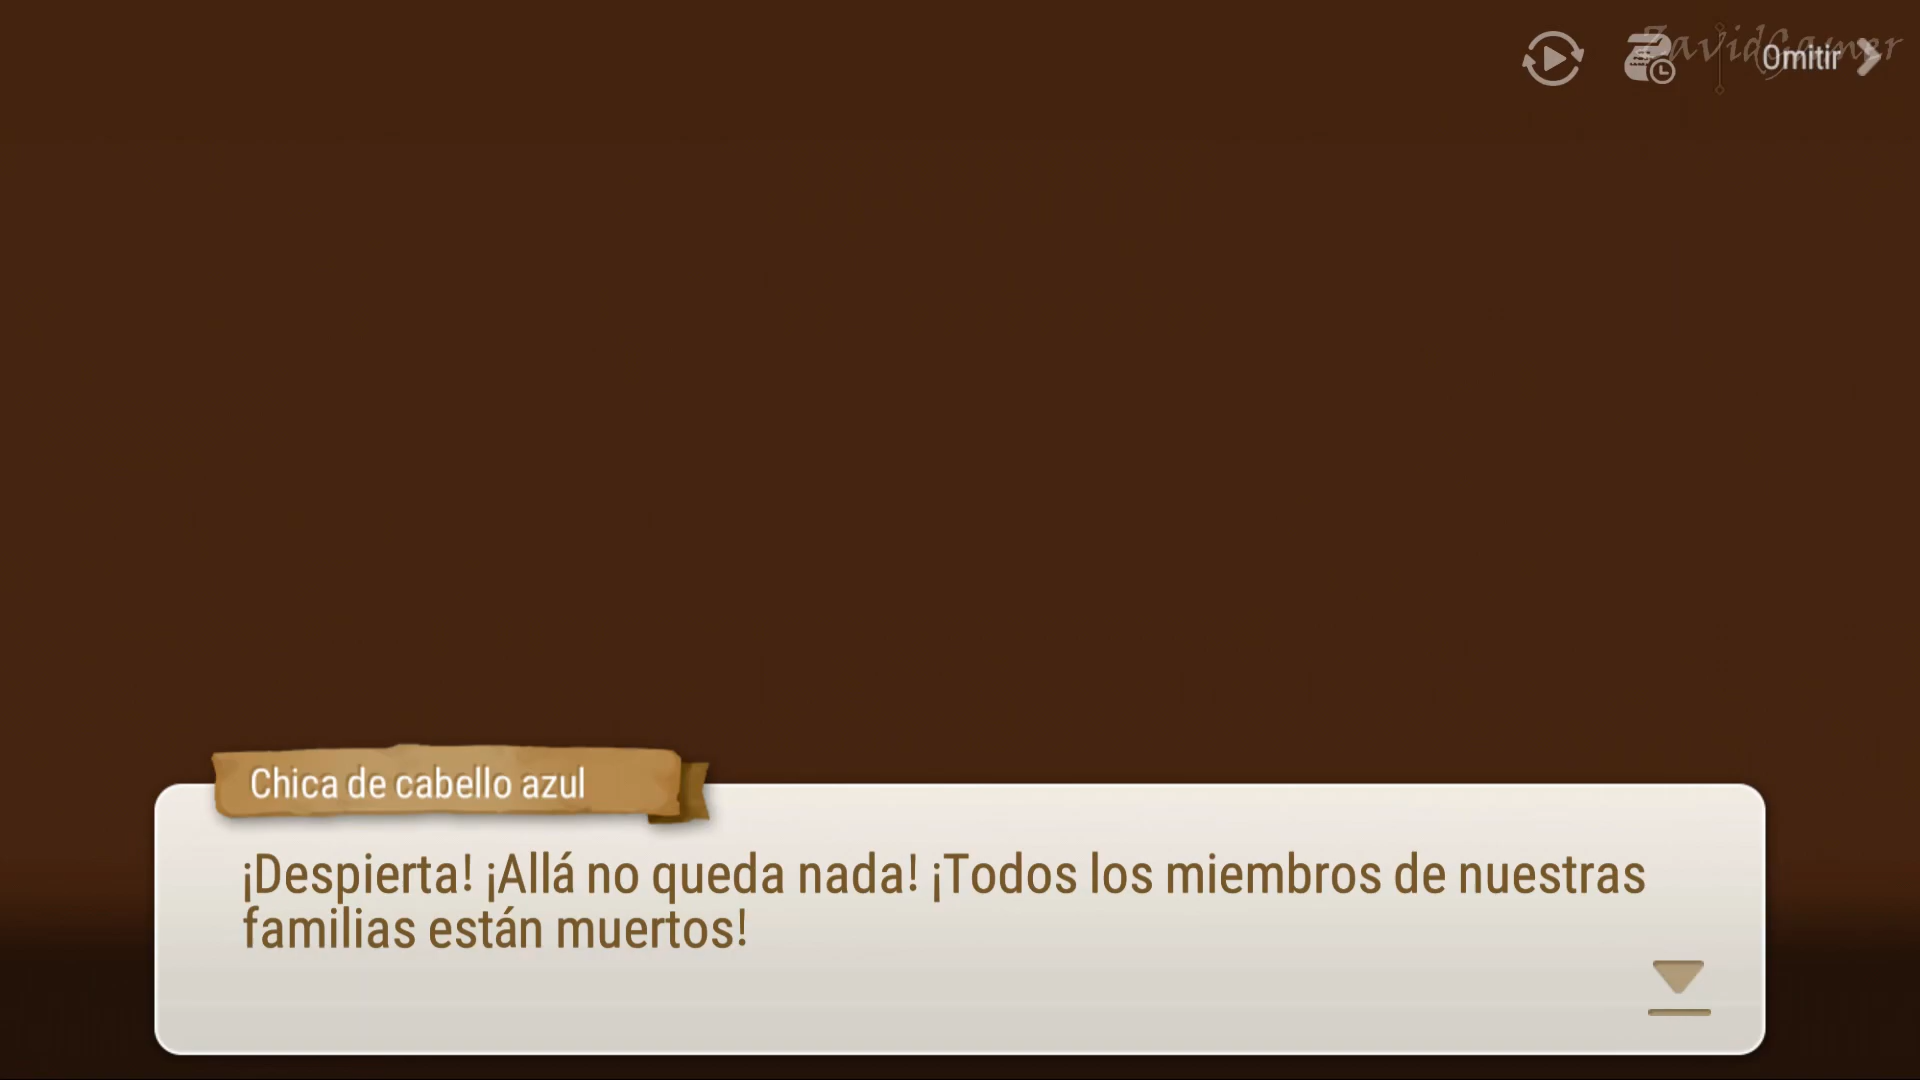 Omitir
Chica de cabello azul
¡Despierta! ¡Allá no queda nada! ¡Todos los miembros de nuestras
familias están muertos!